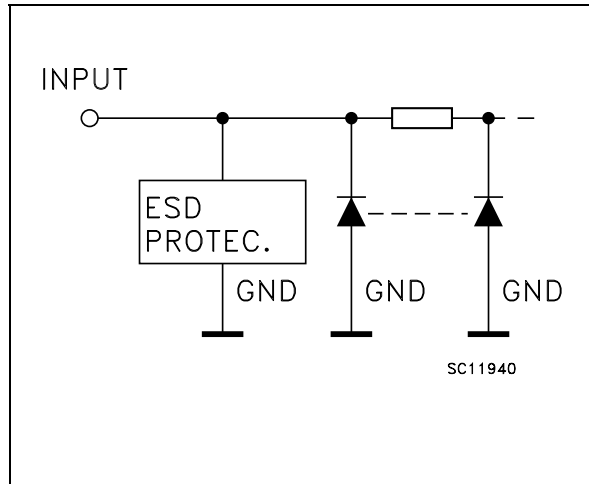 INPUT
ESD
PROTEC.
GND
GND
GND
SC11940